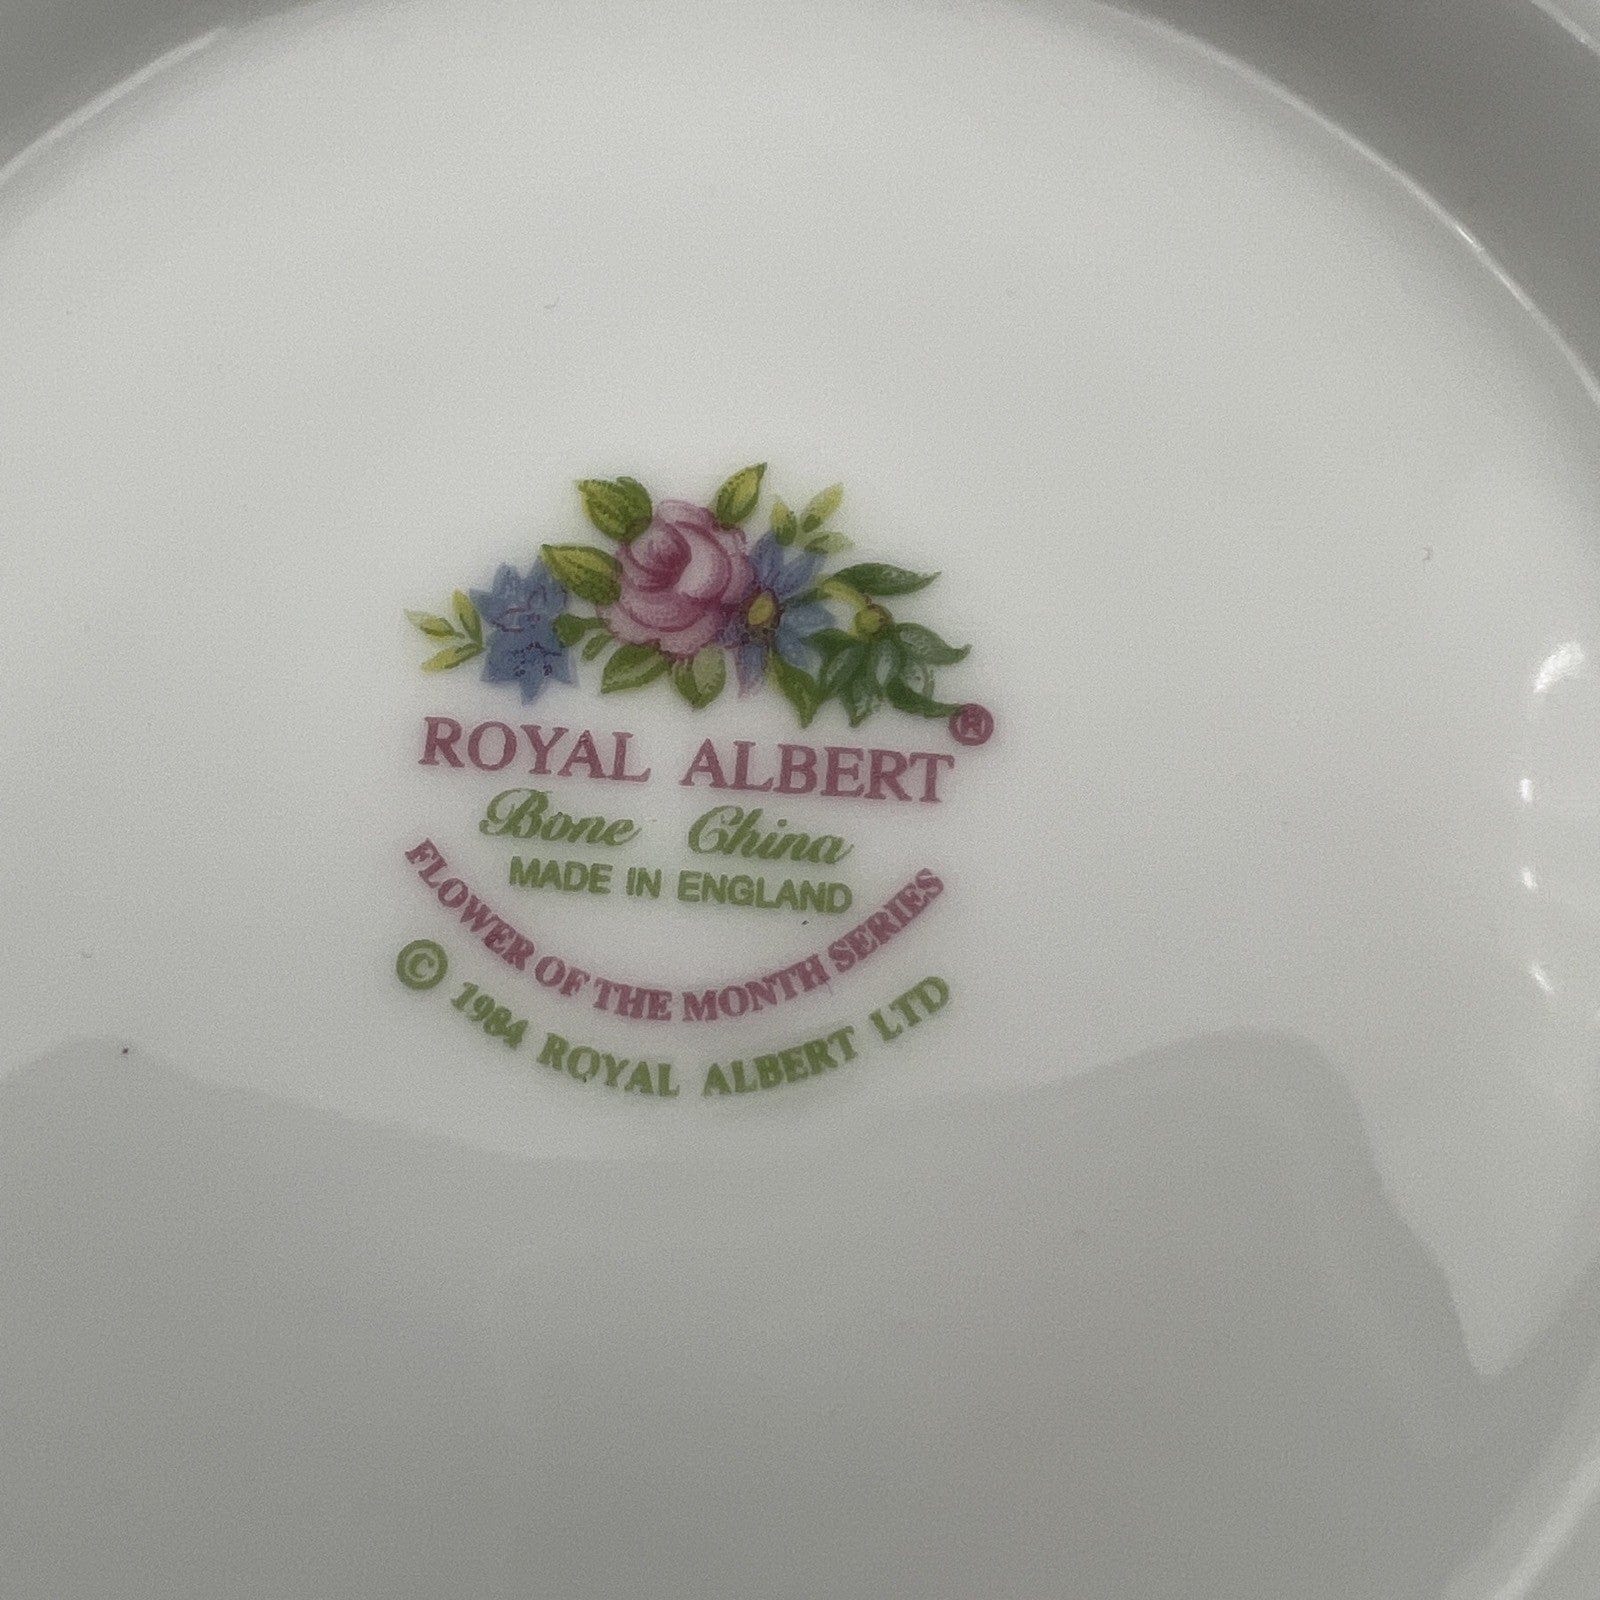 ROYAL ALBERT®
Bone China
MADE IN ENGLAND
FLOWER OF THE MONTH SERIES
© 1984 ROYAL ALBERT LTD